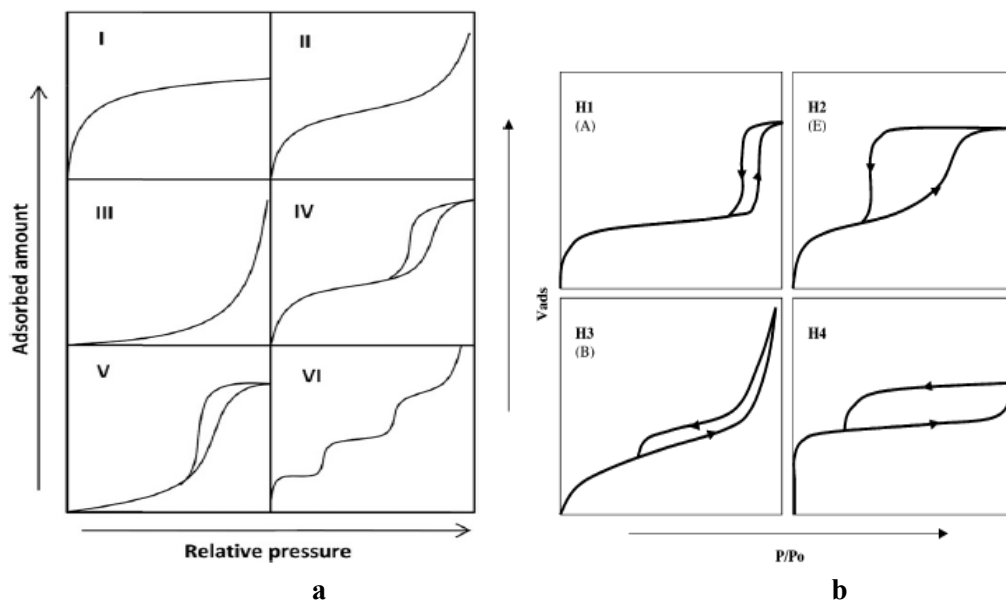 I
II
III
IV
V
VI
Adsorbed amount
Relative pressure
a
H1
(A)
H2
(E)
H3
(B)
H4
Vads
P/Po
b